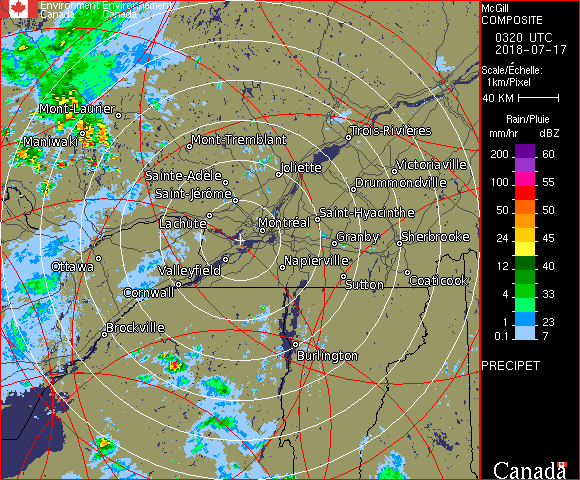 Environment Environnement
Canada Canada
Mont-Laurier
Maniwaki
Mont-Tremblant
Trois-Rivières
Sainte-Adèle
Joliette
Victoriaville
Saint-Jérôme
Drummondville
Lachute
Montréal
Saint-Hyacinthe
Granby
Sherbrooke
Ottawa
Valleyfield
Napierville
Cornwall
Sutton
Coaticook
Brockville
Burlington
McGill
COMPOSITE
0320 UTC
2018-07-17
Scale/Échelle:
1km/Pixel
40 KM
Rain/Pluie
mm/hr dBZ
200 60
150 57
100 55
50 50
24 45
12 40
4 33
1 23
0.1 7
PRECIPET
Canada